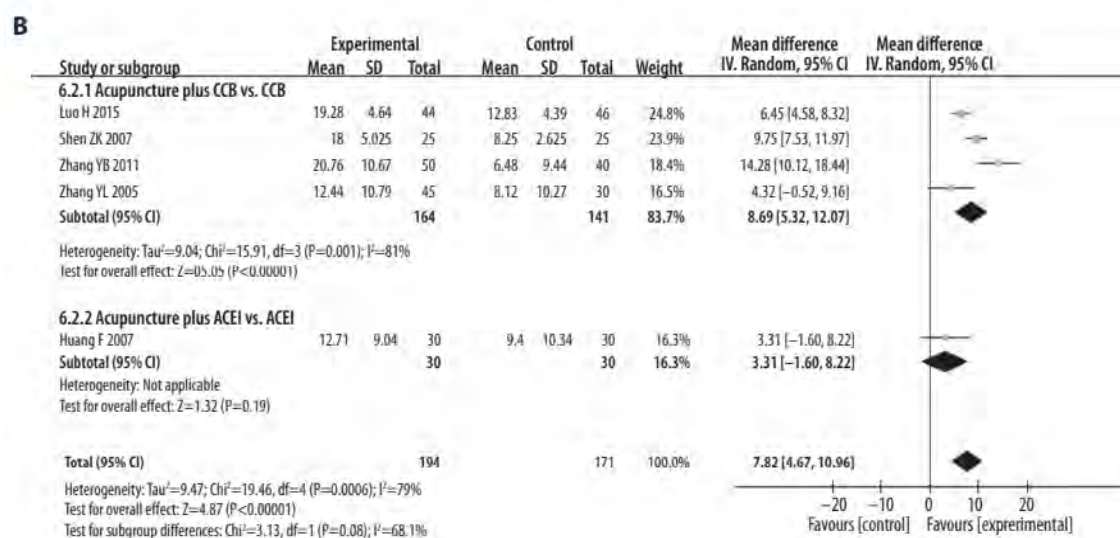 B
Experimental Control Mean difference Mean difference
Study or subgroup Mean SD Total Mean SD Total Weight IV. Random, 95% CI IV. Random, 95% CI
6.2.1 Acupuncture plus CCB vs. CCB
Luo H 2015 19.28 4.64 44 12.83 4.39 46 24.8% 6.45 [4.58, 8.32]
Shen ZK 2007 18 5.025 25 8.25 2.625 25 23.9% 9.75 [7.53, 11.97]
Zhang YB 2011 20.76 10.67 50 6.48 9.44 40 18.4% 14.28 [10.12, 18.44]
Zhang YL 2005 12.44 10.79 45 8.12 10.27 30 16.5% 4.32 [−0.52, 9.16]
Subtotal (95% CI) 164 141 83.7% 8.69 [5.32, 12.07]
Heterogeneity: Tau²=9.04; Chi²=15.91, df=3 (P=0.001); I²=81%
Test for overall effect: Z=05.05 (P<0.00001)
6.2.2 Acupuncture plus ACEI vs. ACEI
Huang F 2007 12.71 9.04 30 9.4 10.34 30 16.3% 3.31 [−1.60, 8.22]
Subtotal (95% CI) 30 30 16.3% 3.31 [−1.60, 8.22]
Heterogeneity: Not applicable
Test for overall effect: Z=1.32 (P=0.19)
Total (95% CI) 194 171 100.0% 7.82 [4.67, 10.96]
Heterogeneity: Tau²=9.47; Chi²=19.46, df=4 (P=0.0006); I²=79%
Test for overall effect: Z=4.87 (P<0.00001)
Test for subgroup differences: Chi²=3.13, df=1 (P=0.08); I²=68.1%
−20 −10 0 10 20
Favours [control] Favours [exprerimental]